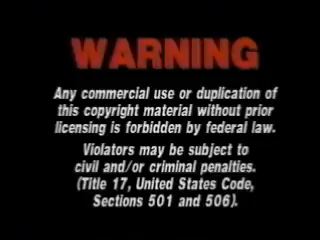 WARNING
Any commercial use or duplication of
this copyright material without prior
licensing is forbidden by federal law.
Violators may be subject to
civil and/or criminal penalties.
(Title 17, United States Code,
Sections 501 and 506).